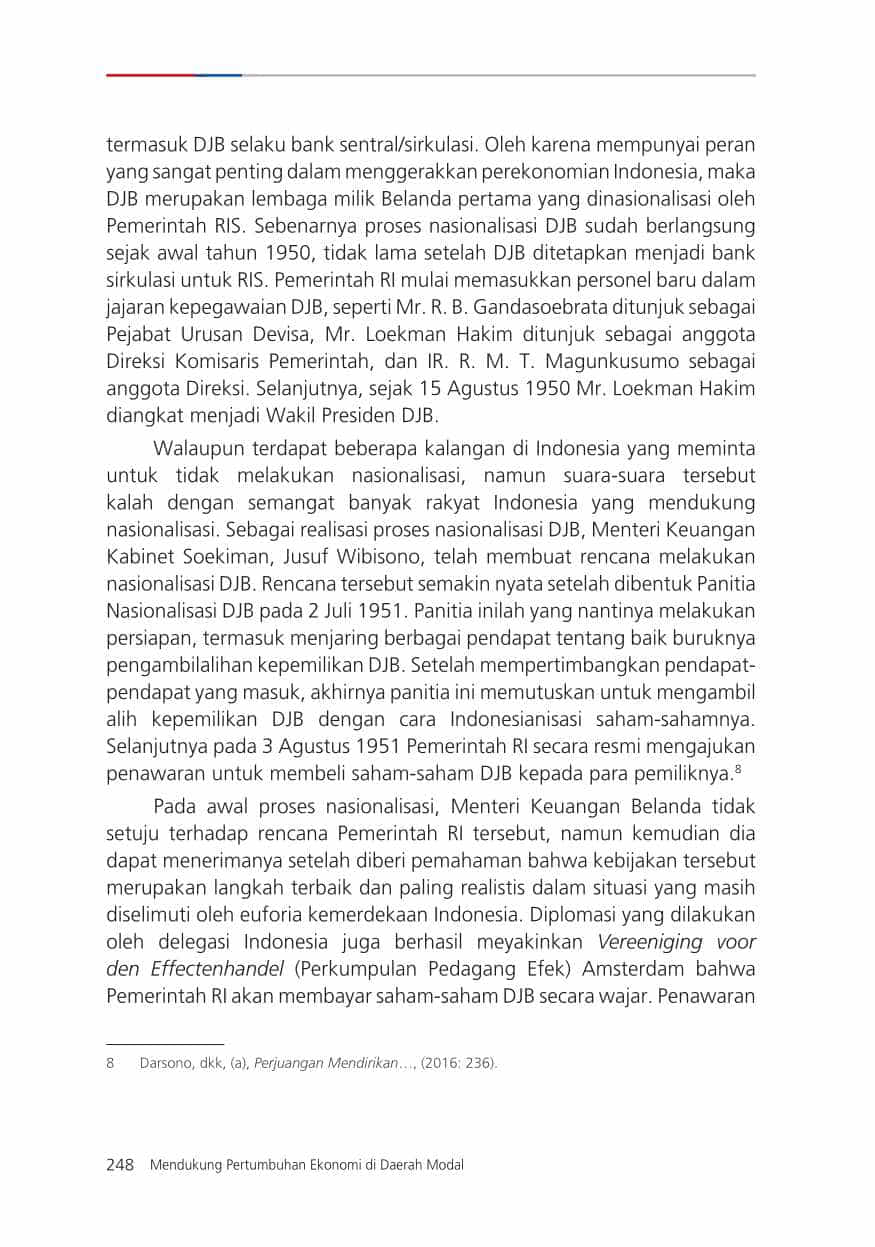 termasuk DJB selaku bank sentral/sirkulasi. Oleh karena mempunyai peran
yang sangat penting dalam menggerakkan perekonomian Indonesia, maka
DJB merupakan lembaga milik Belanda pertama yang dinasionalisasi oleh
Pemerintah RIS. Sebenarnya proses nasionalisasi DJB sudah berlangsung
sejak awal tahun 1950, tidak lama setelah DJB ditetapkan menjadi bank
sirkulasi untuk RIS. Pemerintah RI mulai memasukkan personel baru dalam
jajaran kepegawaian DJB, seperti Mr. R. B. Gandasoebrata ditunjuk sebagai
Pejabat Urusan Devisa, Mr. Loekman Hakim ditunjuk sebagai anggota
Direksi Komisaris Pemerintah, dan IR. R. M. T. Magunkusumo sebagai
anggota Direksi. Selanjutnya, sejak 15 Agustus 1950 Mr. Loekman Hakim
diangkat menjadi Wakil Presiden DJB.
Walaupun terdapat beberapa kalangan di Indonesia yang meminta
untuk tidak melakukan nasionalisasi, namun suara-suara tersebut
kalah dengan semangat banyak rakyat Indonesia yang mendukung
nasionalisasi. Sebagai realisasi proses nasionalisasi DJB, Menteri Keuangan
Kabinet Soekiman, Jusuf Wibisono, telah membuat rencana melakukan
nasionalisasi DJB. Rencana tersebut semakin nyata setelah dibentuk Panitia
Nasionalisasi DJB pada 2 Juli 1951. Panitia inilah yang nantinya melakukan
persiapan, termasuk menjaring berbagai pendapat tentang baik buruknya
pengambilalihan kepemilikan DJB. Setelah mempertimbangkan pendapat-
pendapat yang masuk, akhirnya panitia ini memutuskan untuk mengambil
alih kepemilikan DJB dengan cara Indonesianisasi saham-sahamnya.
Selanjutnya pada 3 Agustus 1951 Pemerintah RI secara resmi mengajukan
penawaran untuk membeli saham-saham DJB kepada para pemiliknya.⁸
Pada awal proses nasionalisasi, Menteri Keuangan Belanda tidak
setuju terhadap rencana Pemerintah RI tersebut, namun kemudian dia
dapat menerimanya setelah diberi pemahaman bahwa kebijakan tersebut
merupakan langkah terbaik dan paling realistis dalam situasi yang masih
diselimuti oleh euforia kemerdekaan Indonesia. Diplomasi yang dilakukan
oleh delegasi Indonesia juga berhasil meyakinkan Vereeniging voor
den Effectenhandel (Perkumpulan Pedagang Efek) Amsterdam bahwa
Pemerintah RI akan membayar saham-saham DJB secara wajar. Penawaran
8 Darsono, dkk, (a), Perjuangan Mendirikan…, (2016: 236).
248 Mendukung Pertumbuhan Ekonomi di Daerah Modal